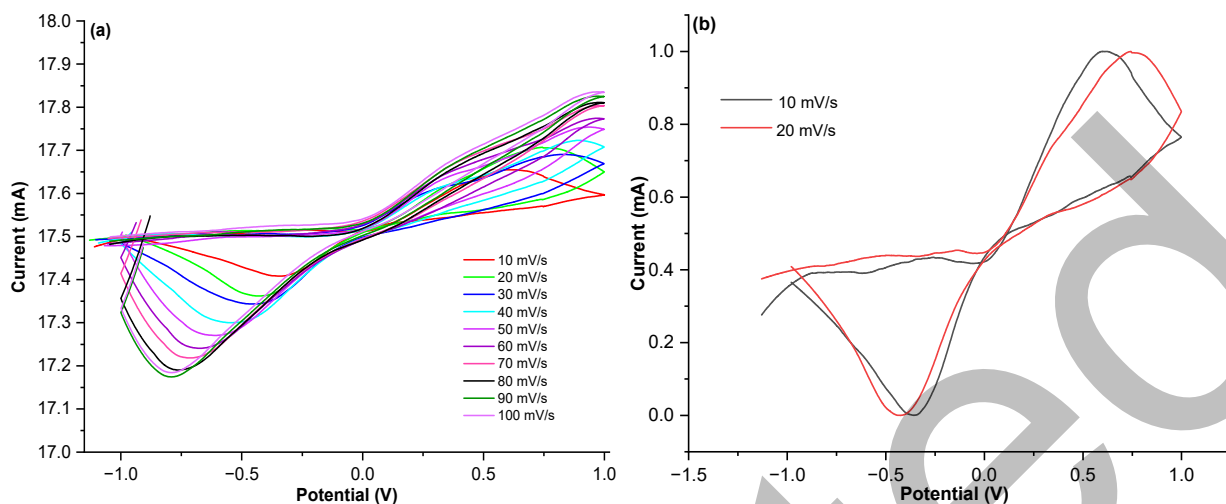 (a)
18.0
17.9
17.8
17.7
17.6
17.5
17.4
17.3
17.2
17.1
17.0
Current (mA)
−1.0
−0.5
0.0
0.5
1.0
Potential (V)
10 mV/s
20 mV/s
30 mV/s
40 mV/s
50 mV/s
60 mV/s
70 mV/s
80 mV/s
90 mV/s
100 mV/s
(b)
1.0
0.8
0.6
0.4
0.2
0.0
Current (mA)
−1.5
−1.0
−0.5
0.0
0.5
1.0
Potential (V)
10 mV/s
20 mV/s